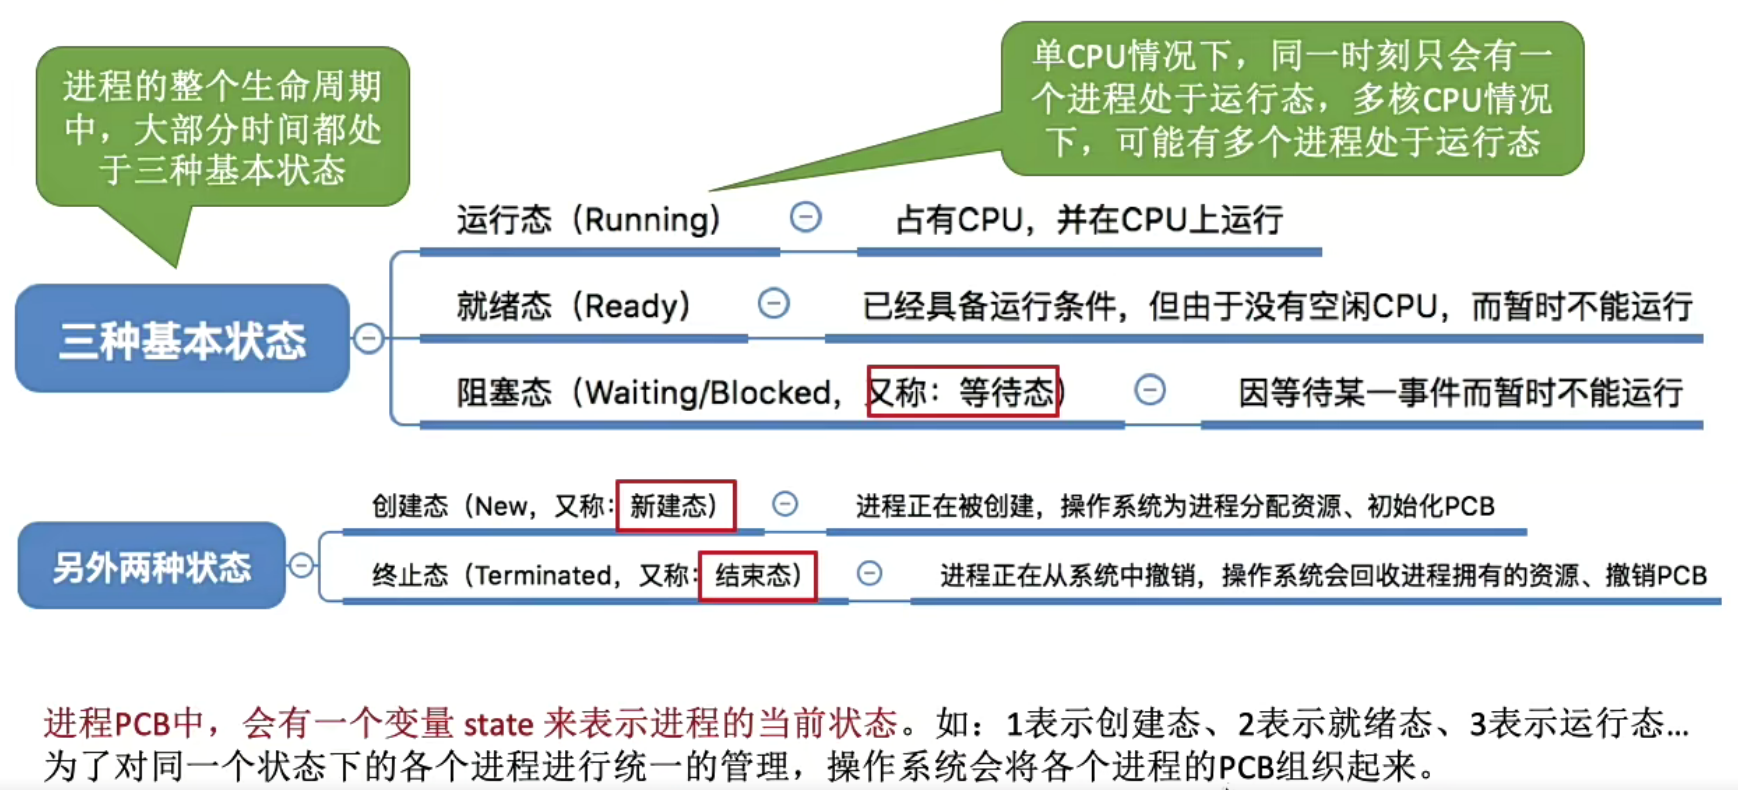 进程的整个生命周期
中，大部分时间都处
于三种基本状态
单CPU情况下，同一时刻只会有一
个进程处于运行态，多核CPU情况
下，可能有多个进程处于运行态
三种基本状态
运行态（Running）
占有CPU，并在CPU上运行
就绪态（Ready）
已经具备运行条件，但由于没有空闲CPU，而暂时不能运行
阻塞态（Waiting/Blocked，又称：等待态）
因等待某一事件而暂时不能运行
另外两种状态
创建态（New，又称：新建态）
进程正在被创建，操作系统为进程分配资源、初始化PCB
终止态（Terminated，又称：结束态）
进程正在从系统中撤销，操作系统会回收进程拥有的资源、撤销PCB
进程PCB中，会有一个变量 state 来表示进程的当前状态。如：1表示创建态、2表示就绪态、3表示运行态...
为了对同一个状态下的各个进程进行统一的管理，操作系统会将各个进程的PCB组织起来。